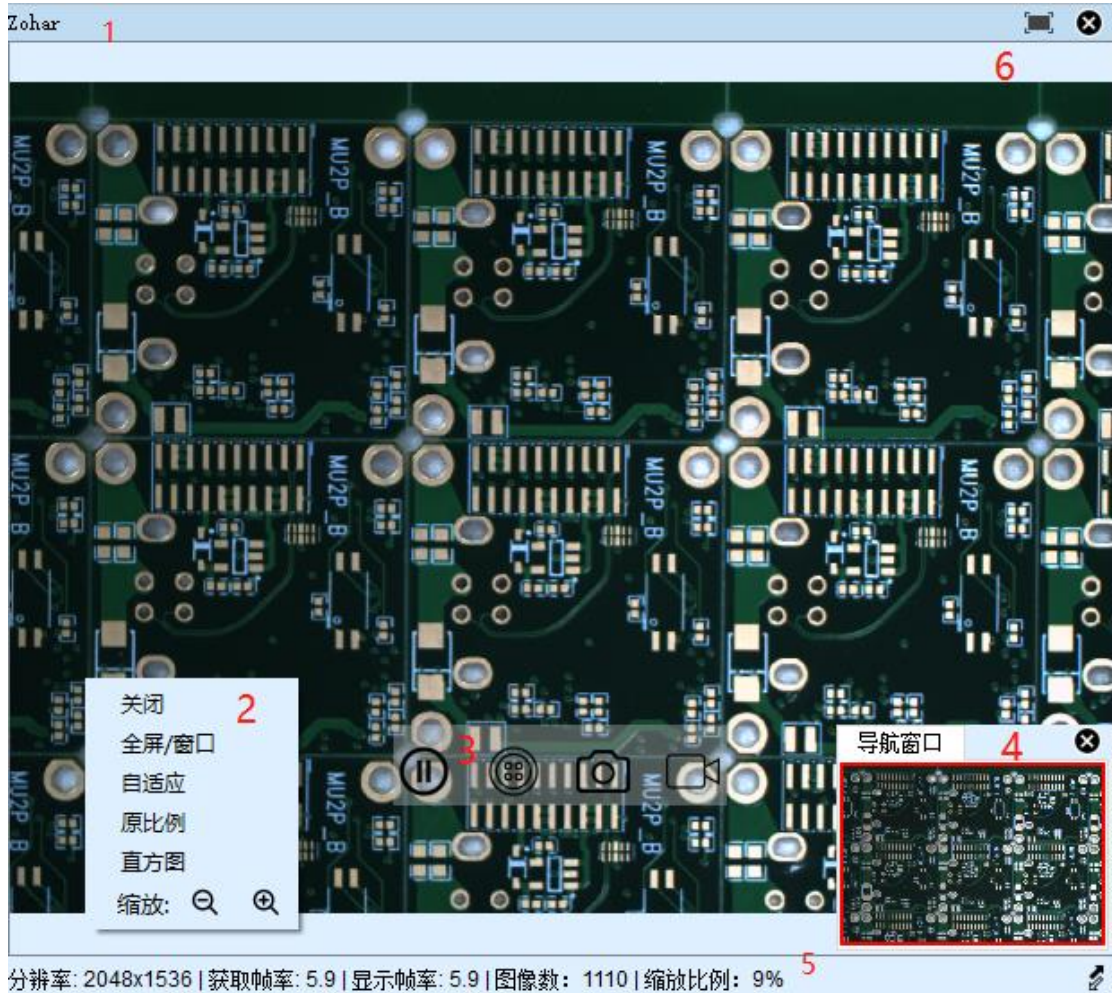 Zohar
1
6
MU2P_B MU2P_B MU2P_B MU2P_B
MU2P_B MU2P_B MU2P_B MU2P_B
关闭
2
全屏/窗口
自适应
原比例
直方图
缩放:
3
导航窗口
4
5
分辨率: 2048x1536 | 获取帧率: 5.9 | 显示帧率: 5.9 | 图像数: 1110 | 缩放比例: 9%